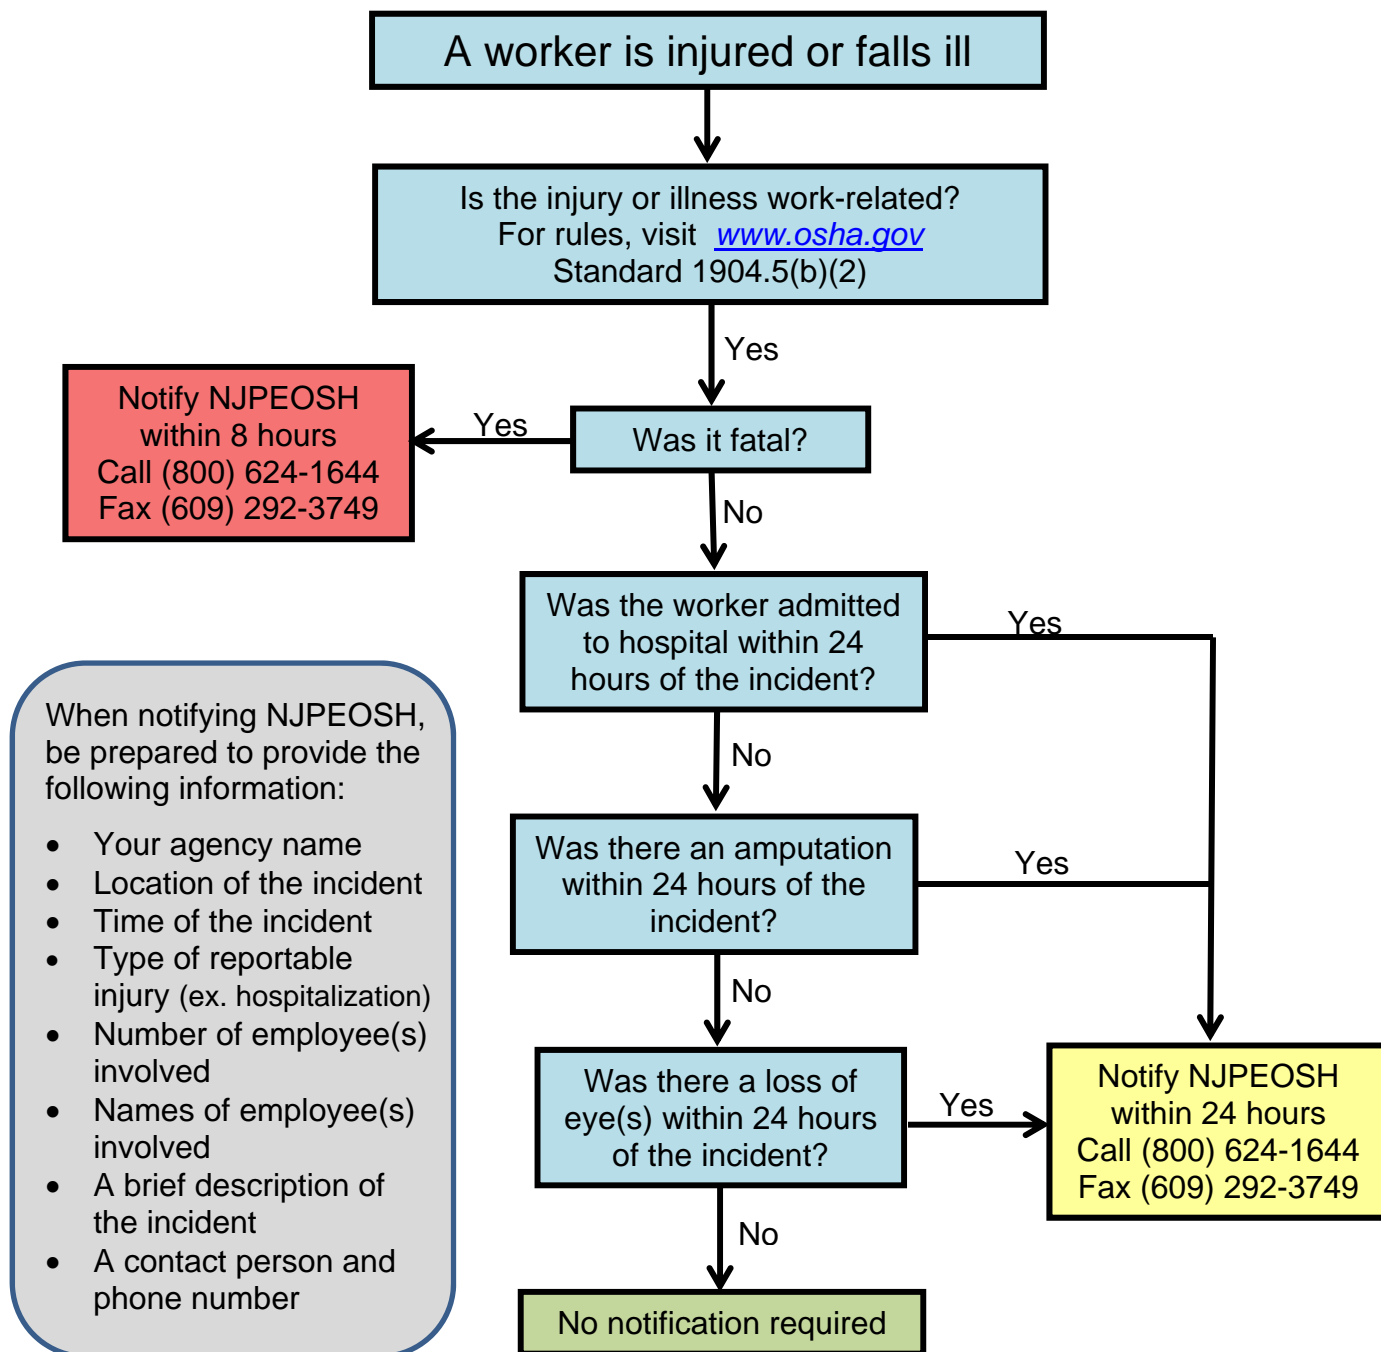 A worker is injured or falls ill
Is the injury or illness work-related?
For rules, visit www.osha.gov
Standard 1904.5(b)(2)
Yes
Notify NJPEOSH
within 8 hours
Call (800) 624-1644
Fax (609) 292-3749
Yes
Was it fatal?
No
Was the worker admitted
to hospital within 24
hours of the incident?
Yes
No
Was there an amputation
within 24 hours of the
incident?
Yes
No
Was there a loss of
eye(s) within 24 hours
of the incident?
Yes
Notify NJPEOSH
within 24 hours
Call (800) 624-1644
Fax (609) 292-3749
No
No notification required
When notifying NJPEOSH,
be prepared to provide the
following information:
• Your agency name
• Location of the incident
• Time of the incident
• Type of reportable
injury (ex. hospitalization)
• Number of employee(s)
involved
• Names of employee(s)
involved
• A brief description of
the incident
• A contact person and
phone number